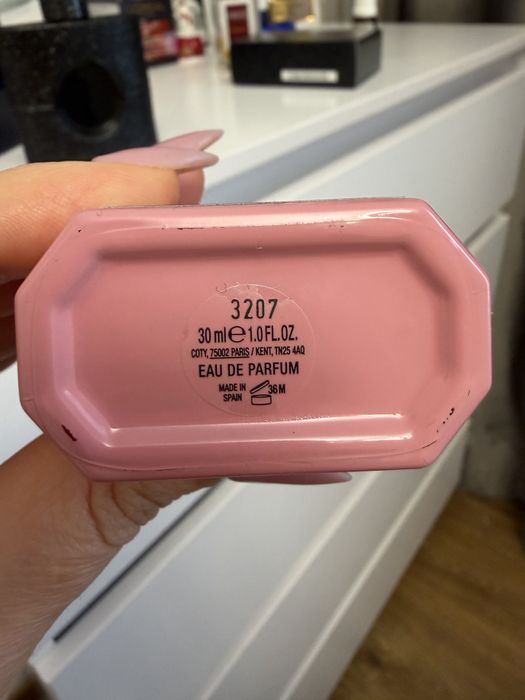 3207
30 ml e 1.0 FL.OZ.
COTY, 75002 PARIS / KENT, TN25 4AQ
EAU DE PARFUM
MADE IN
SPAIN
36M